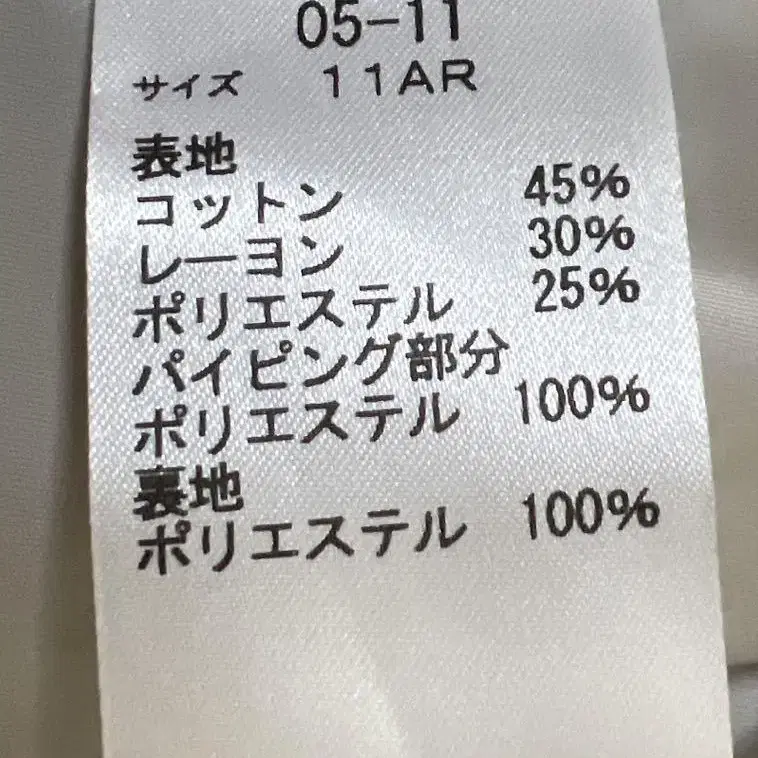 05-11
サイズ 11AR
表地
コットン 45%
レーヨン 30%
ポリエステル 25%
パイピング部分
ポリエステル 100%
裏地
ポリエステル 100%